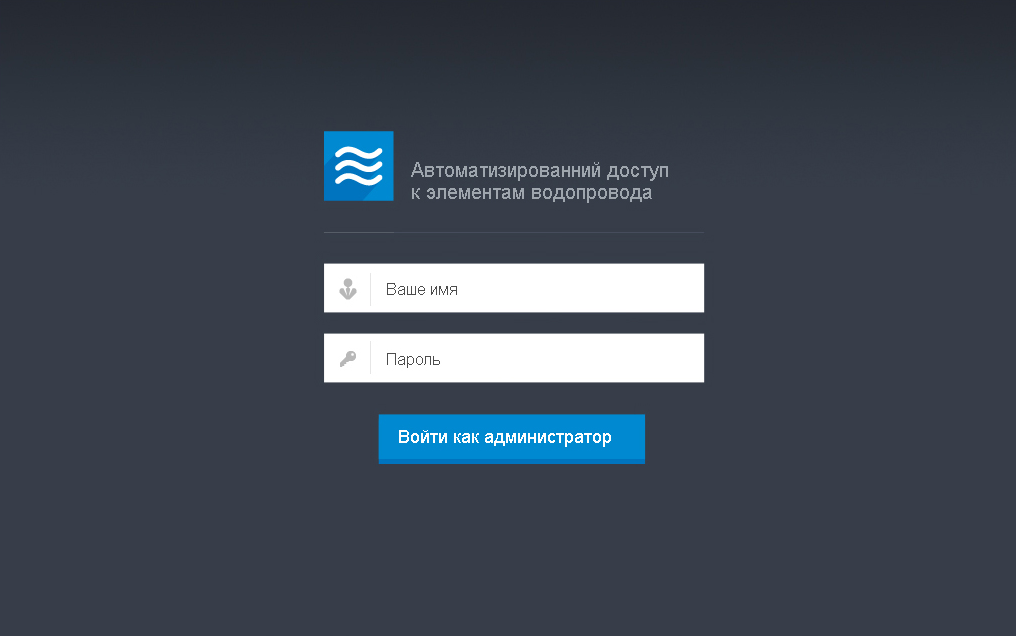 Автоматизированний доступ
к элементам водопровода
Ваше имя
Пароль
Войти как администратор